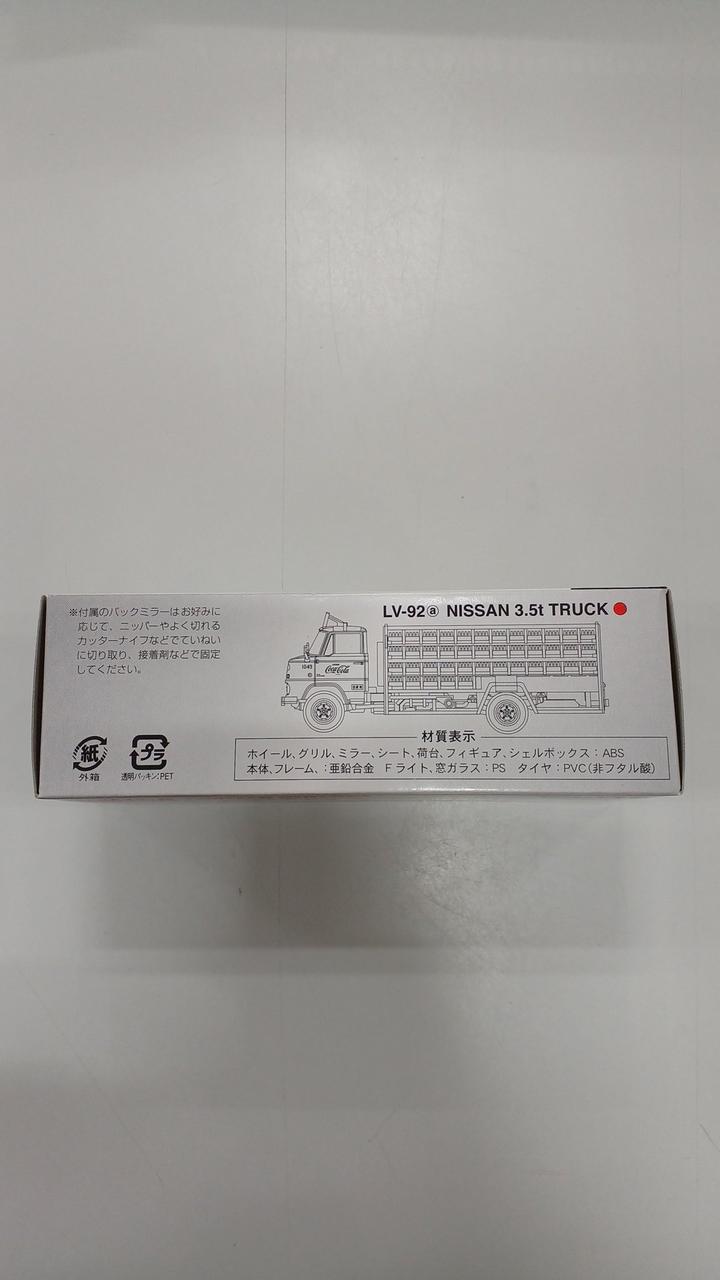 ※付属のバックミラーはお好みに
応じて、ニッパーやよく切れる
カッターナイフなどでていねい
に切り取り、接着剤などで固定
してください。
LV-92ⓐ NISSAN 3.5t TRUCK
1049
Coca-Cola
材質表示
ホイール、グリル、ミラー、シート、荷台、フィギュア、シェルボックス：ABS
本体、フレーム、：亜鉛合金 Fライト、窓ガラス：PS タイヤ：PVC(非フタル酸)
紙
外箱
プラ
透明パッキン：PET